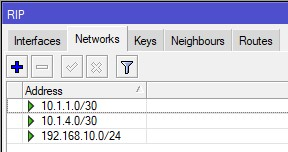 RIP
Interfaces Networks Keys Neighbours Routes
Address
10.1.1.0/30
10.1.4.0/30
192.168.10.0/24